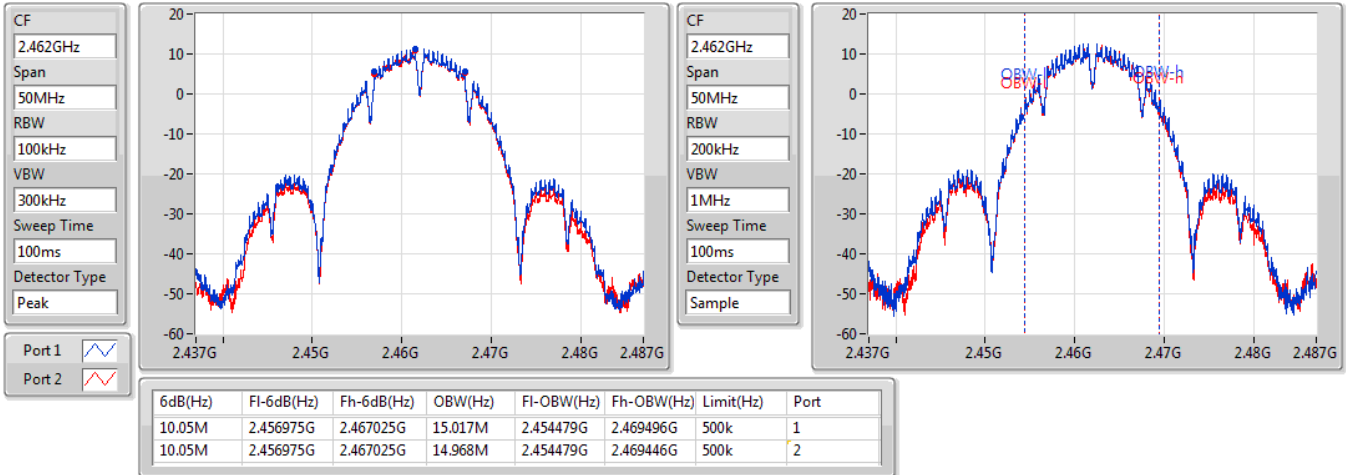 CF
2.462GHz
Span
50MHz
RBW
100kHz
VBW
300kHz
Sweep Time
100ms
Detector Type
Peak
Port 1
Port 2
20
10
0
-10
-20
-30
-40
-50
-60
2.437G 2.45G 2.46G 2.47G 2.48G 2.487G
CF
2.462GHz
Span
50MHz
RBW
200kHz
VBW
1MHz
Sweep Time
100ms
Detector Type
Sample
20
10
0
-10
-20
-30
-40
-50
-60
OBW-l OBW-h
OBW-l OBW-h
2.437G 2.45G 2.46G 2.47G 2.48G 2.487G
6dB(Hz) Fl-6dB(Hz) Fh-6dB(Hz) OBW(Hz) Fl-OBW(Hz) Fh-OBW(Hz) Limit(Hz) Port
10.05M 2.456975G 2.467025G 15.017M 2.454479G 2.469496G 500k 1
10.05M 2.456975G 2.467025G 14.968M 2.454479G 2.469446G 500k 2